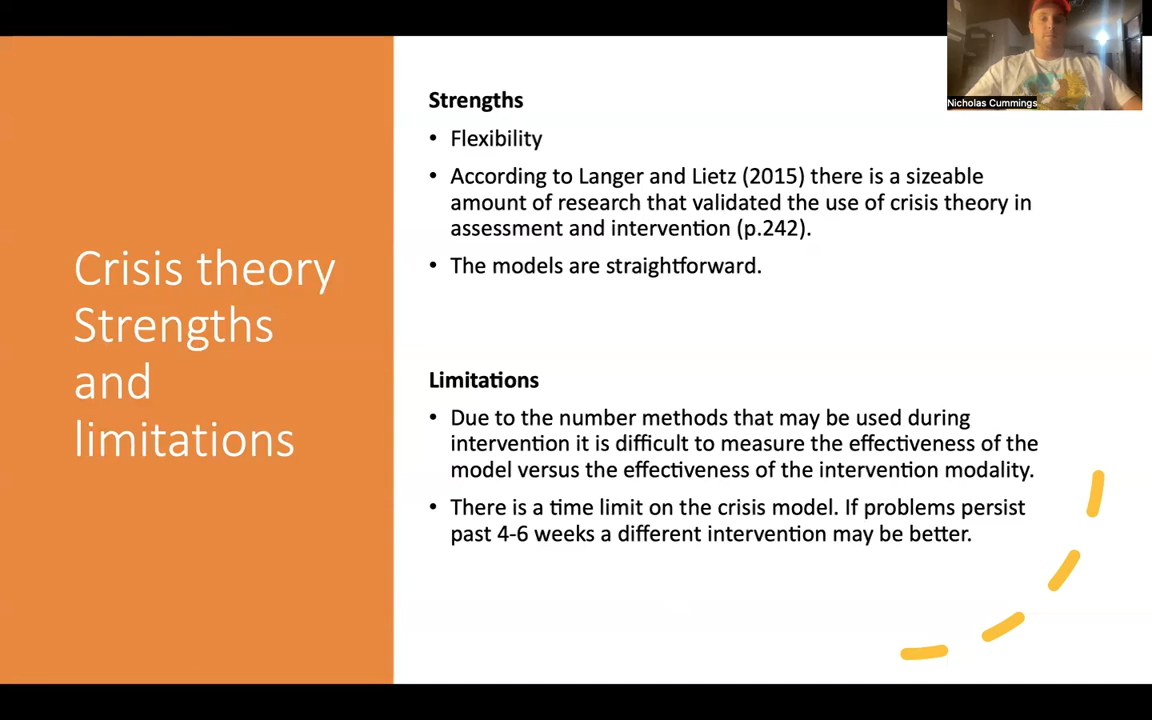 Crisis theory
Strengths
and
limitations
Strengths
• Flexibility
• According to Langer and Lietz (2015) there is a sizeable
amount of research that validated the use of crisis theory in
assessment and intervention (p.242).
• The models are straightforward.
Limitations
• Due to the number methods that may be used during
intervention it is difficult to measure the effectiveness of the
model versus the effectiveness of the intervention modality.
• There is a time limit on the crisis model. If problems persist
past 4-6 weeks a different intervention may be better.
Nicholas Cummings